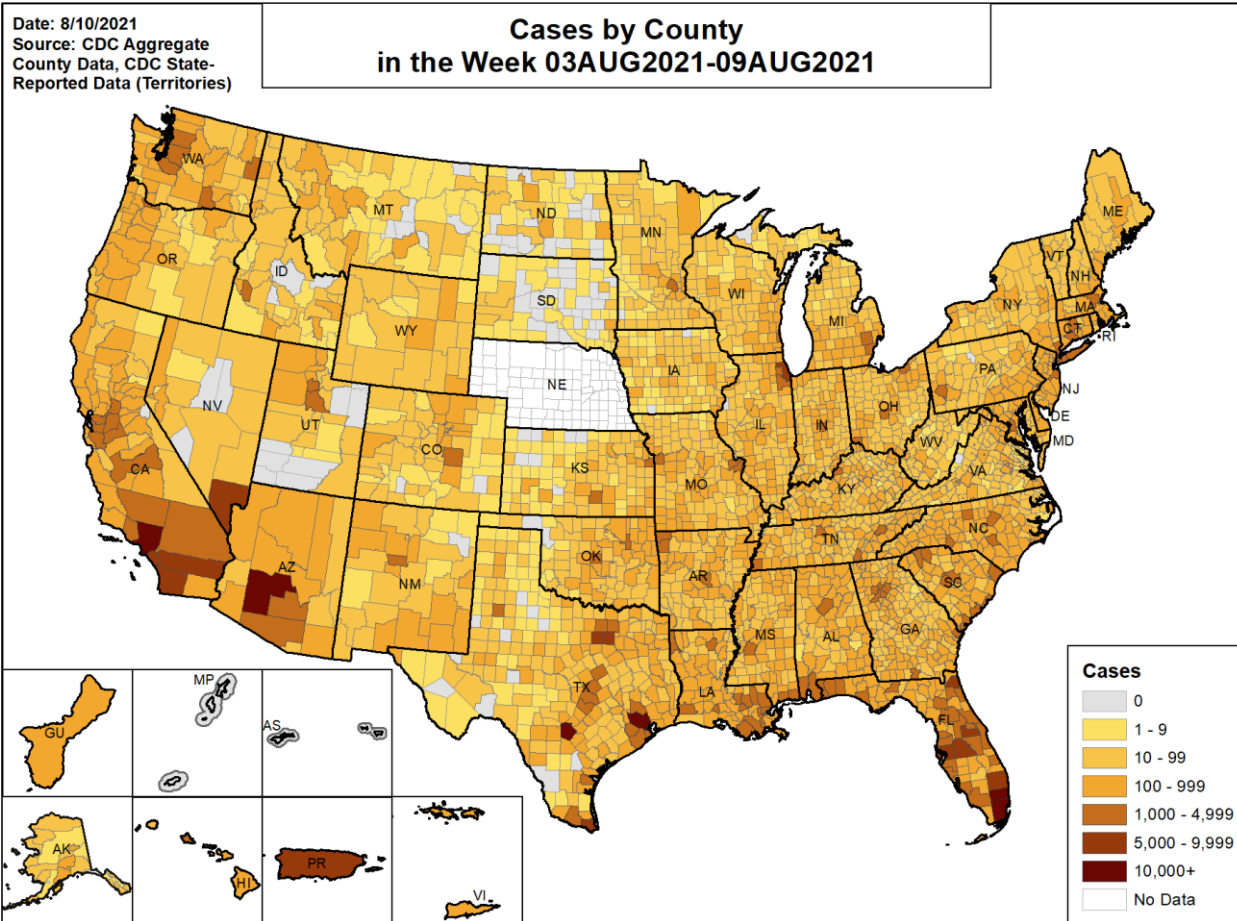 Date: 8/10/2021
Source: CDC Aggregate
County Data, CDC State-
Reported Data (Territories)
Cases by County
in the Week 03AUG2021-09AUG2021
WA
MT
ND
MN
ME
OR
ID
SD
WI
VT
NH
NY
MA
WY
MI
CT
RI
NE
IA
PA
NV
UT
OH
NJ
IL
IN
DE
CO
WV
MD
CA
KS
VA
MO
KY
NC
TN
AZ
OK
NM
AR
SC
MS
AL
GA
TX
LA
FL
MP
GU
AS
AK
HI
PR
VI
Cases
0
1 - 9
10 - 99
100 - 999
1,000 - 4,999
5,000 - 9,999
10,000+
No Data